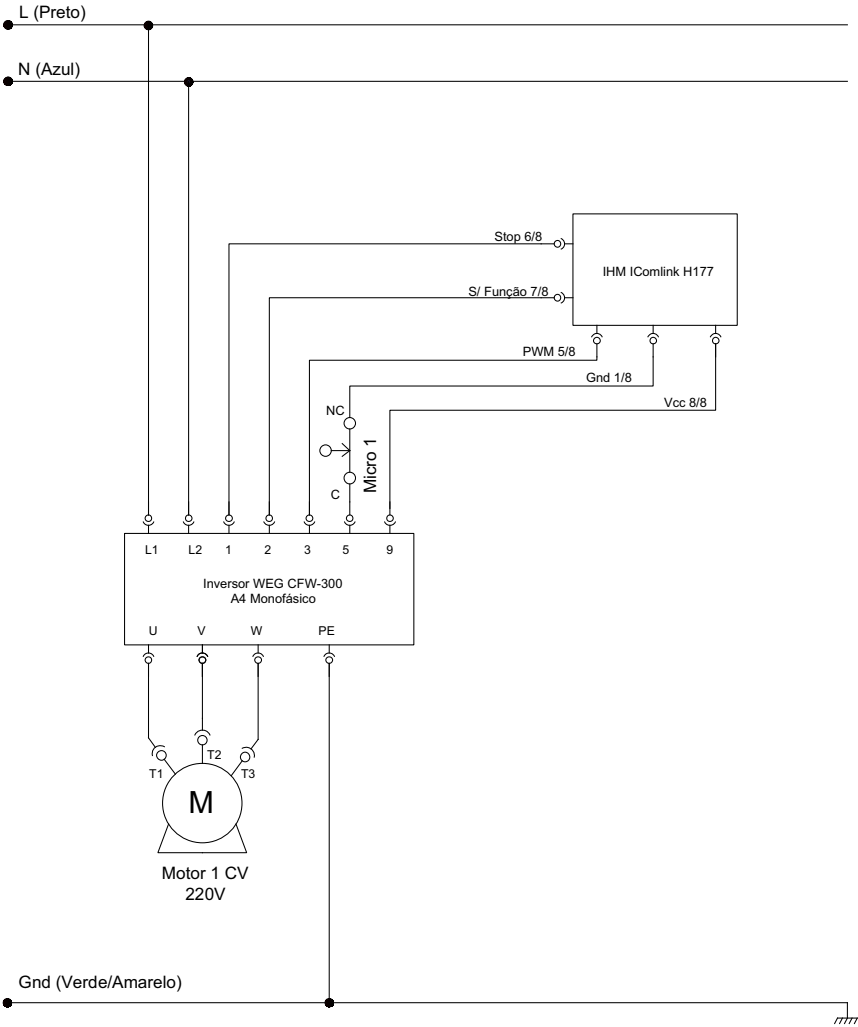 L (Preto)
N (Azul)
Stop 6/8
IHM IComlink H177
S/ Função 7/8
PWM 5/8
Gnd 1/8
Vcc 8/8
NC
Micro 1
C
L1 L2 1 2 3 5 9
Inversor WEG CFW-300
A4 Monofásico
U V W PE
T1 T2 T3
M
Motor 1 CV
220V
Gnd (Verde/Amarelo)